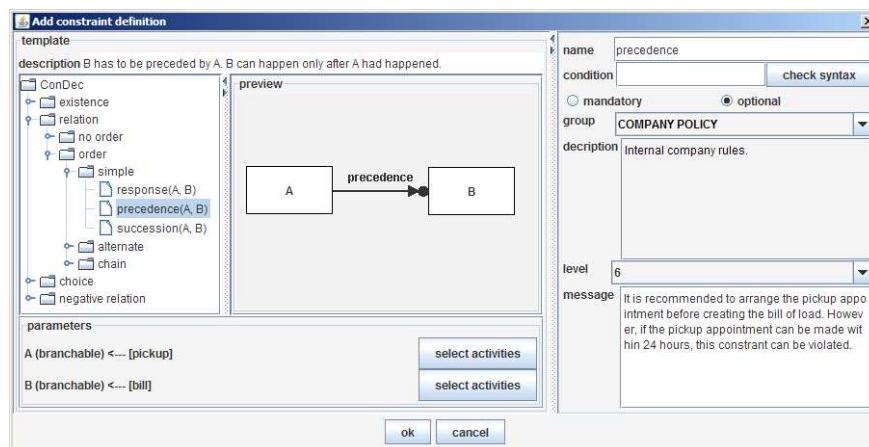 Add constraint definition
template
description B has to be preceded by A. B can happen only after A had happened.
ConDec
existence
relation
no order
order
simple
response(A, B)
precedence(A, B)
succession(A, B)
alternate
chain
choice
negative relation
preview
A
precedence
B
parameters
A (branchable) <--- [pickup]
select activities
B (branchable) <--- [bill]
select activities
name precedence
condition
check syntax
mandatory
optional
group COMPANY POLICY
decription Internal company rules.
level 6
message It is recommended to arrange the pickup appo
intment before creating the bill of load. Howev
er, if the pickup appointment can be made wit
hin 24 hours, this constrant can be violated.
ok
cancel